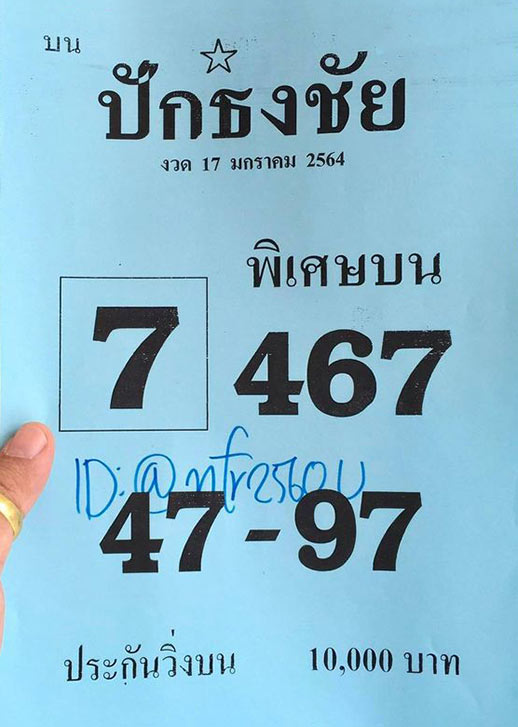 บน
ปักธงชัย
งวด 17 มกราคม 2564
พิเศษบน
7 467
ID:@nfr2560U
47-97
ประกันวิ่งบน 10,000 บาท